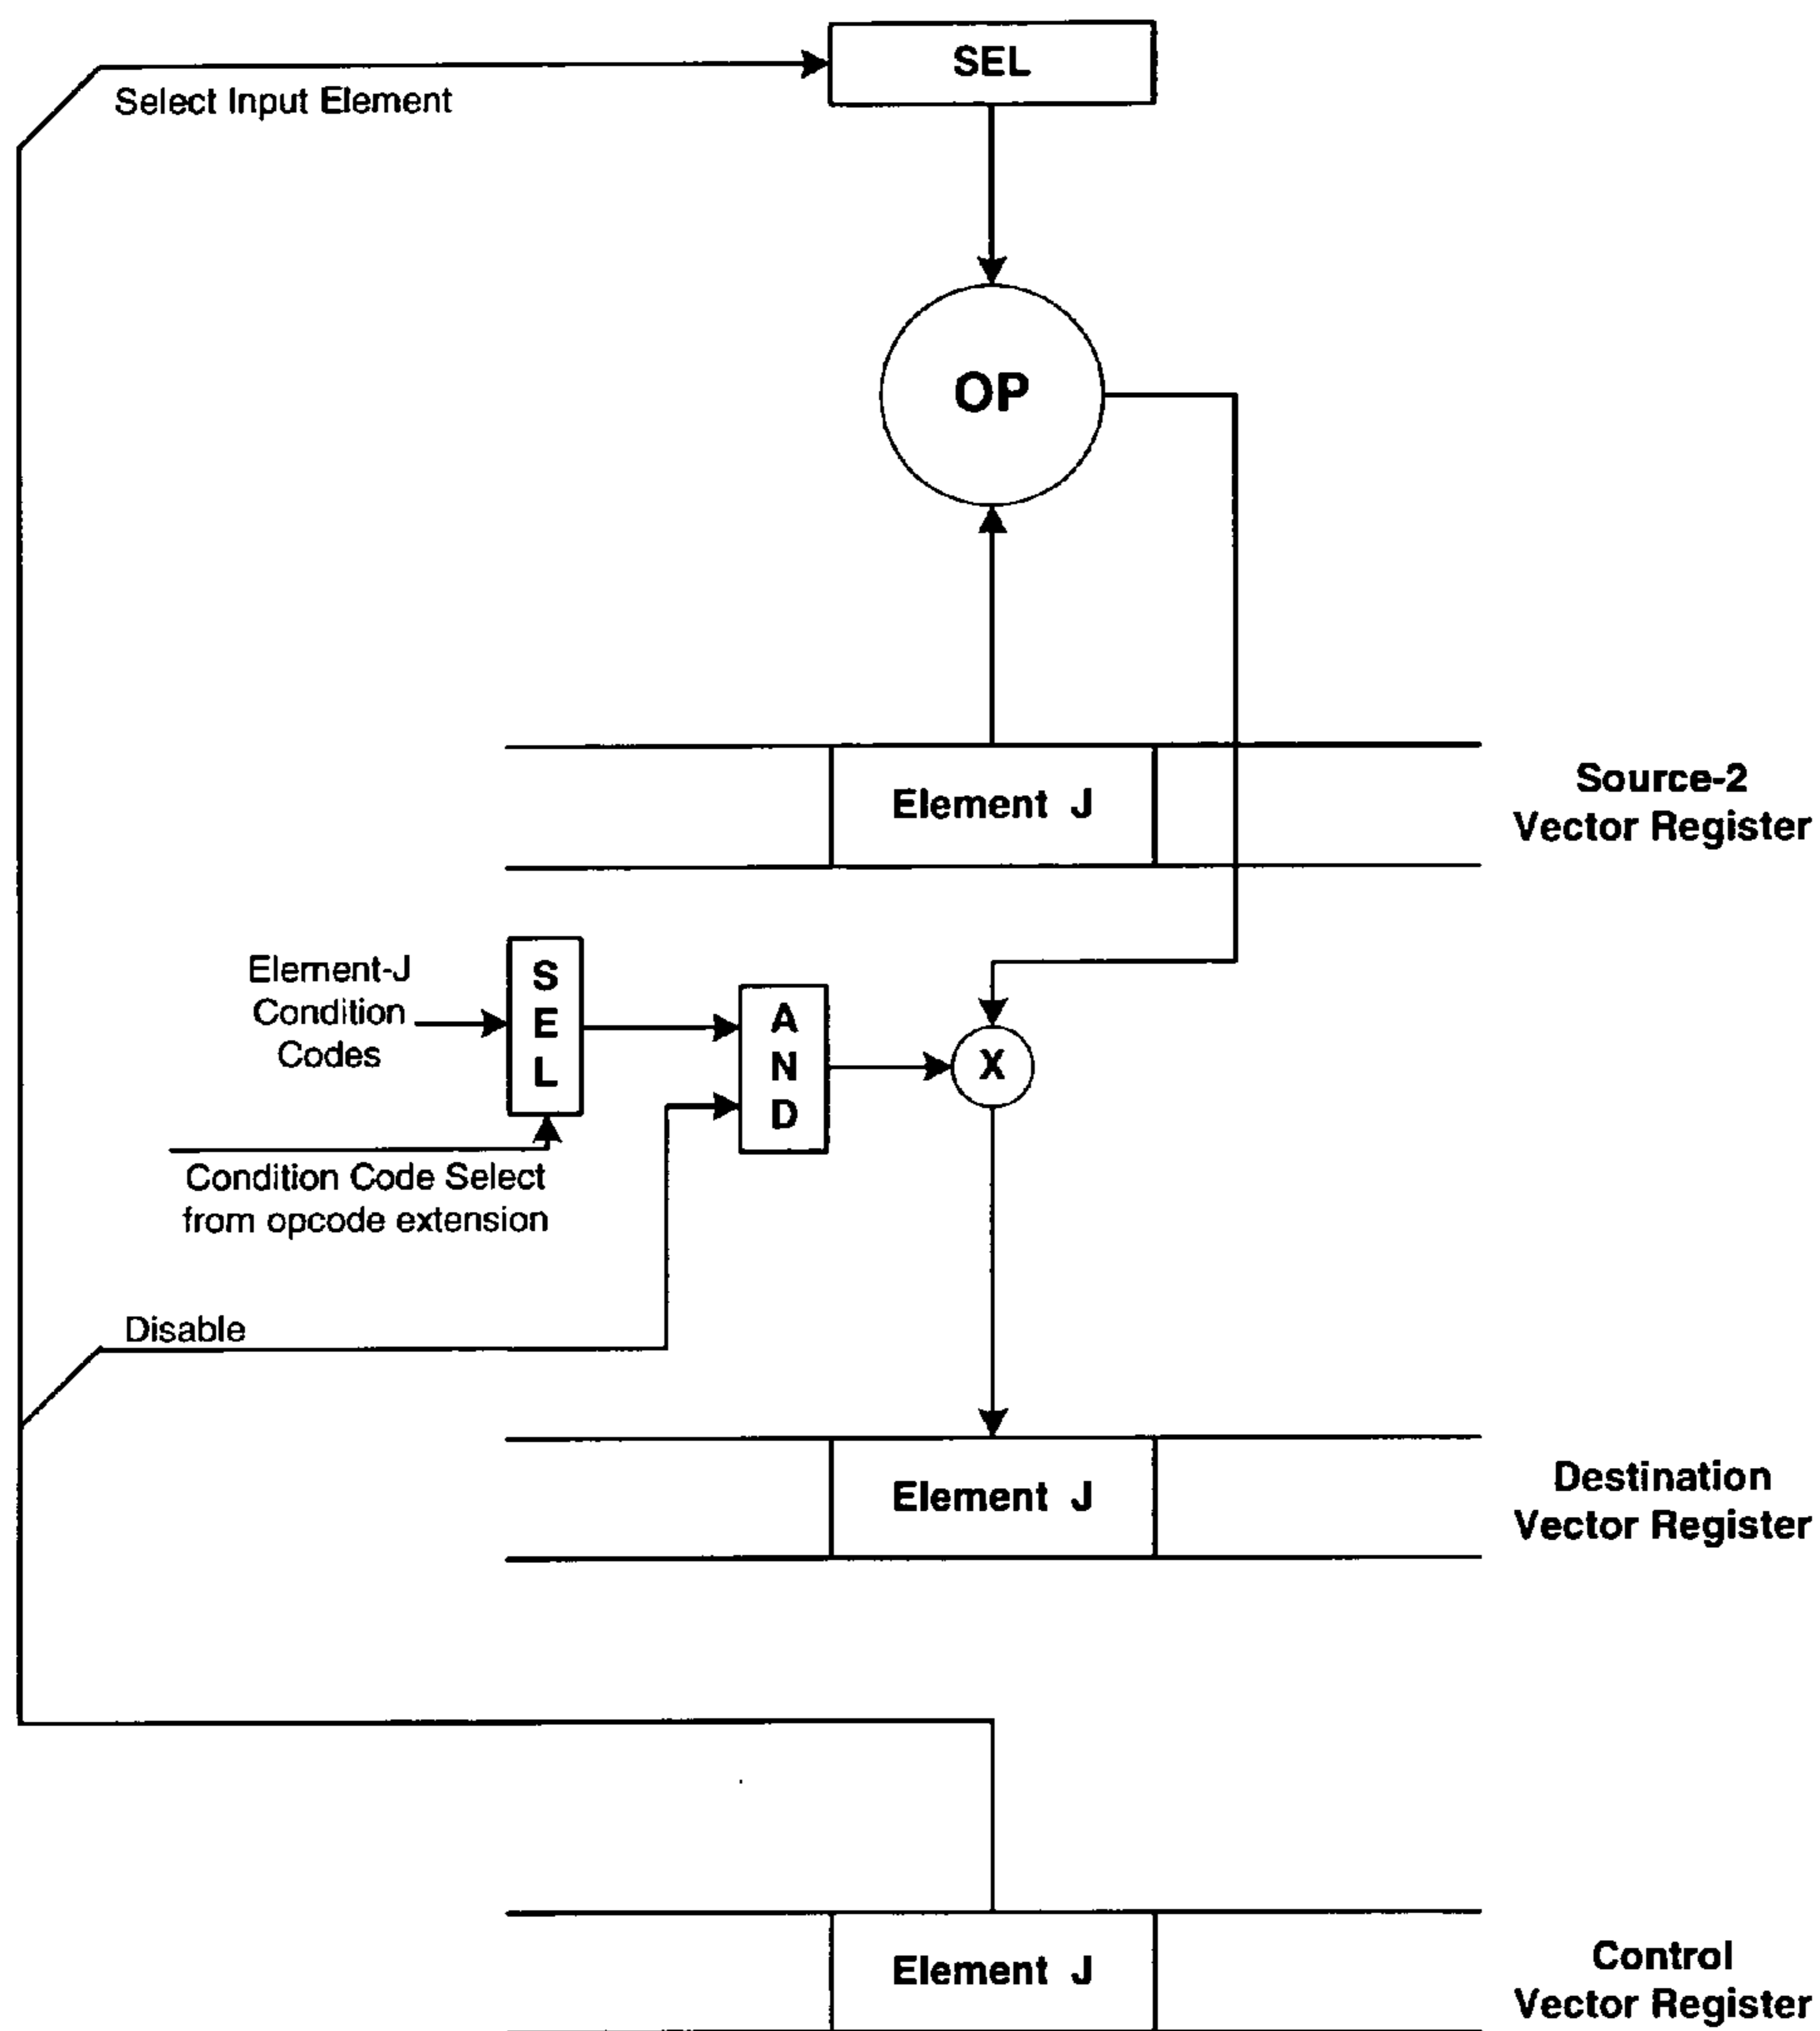 SEL
Select Input Element
OP
Element J
Source-2
Vector Register
Element-J
Condition
Codes
S
E
L
A
N
D
X
Condition Code Select
from opcode extension
Disable
Element J
Destination
Vector Register
Element J
Control
Vector Register